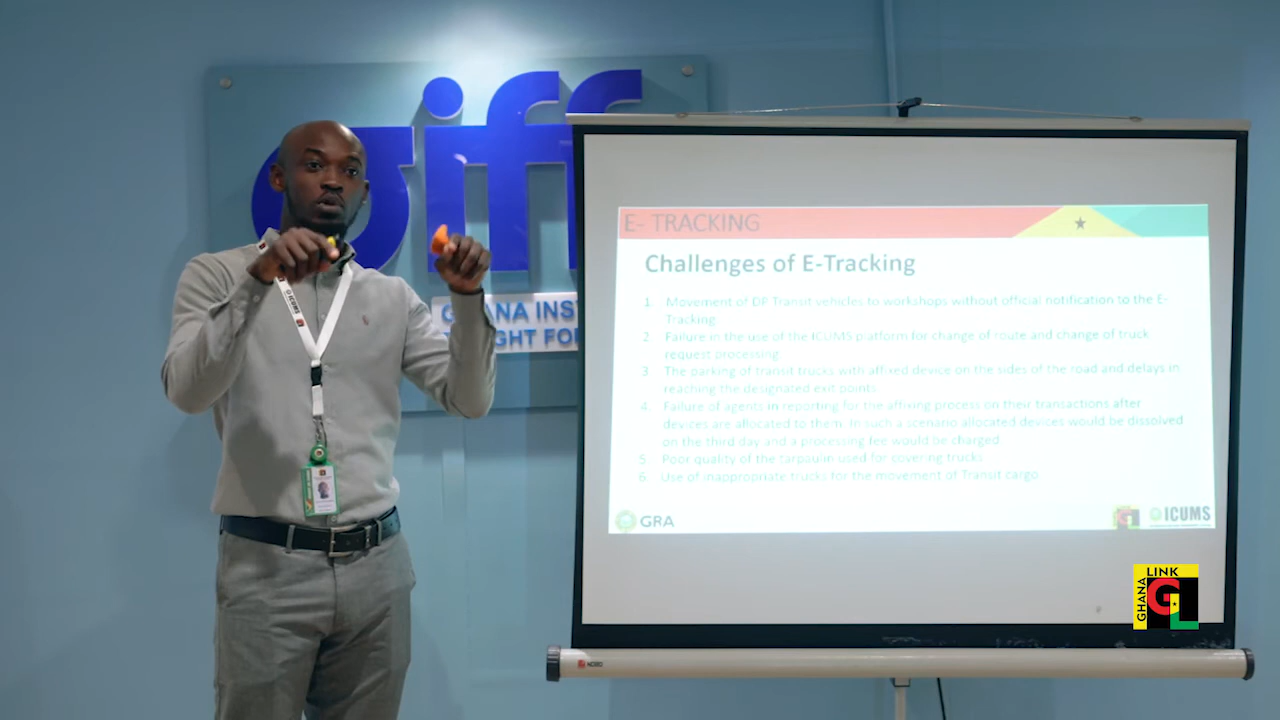 giff
GHANA INS
GHT FOR
ICUMS
E- TRACKING
Challenges of E-Tracking
1. Movement of DP Transit vehicles to workshops without official notification to the E-
Tracking.
2. Failure in the use of the ICUMS platform for change of route and change of truck
request processing.
3. The parking of transit trucks with affixed device on the sides of the road and delays in
reaching the designated exit points.
4. Failure of agents in reporting for the affixing process on their transactions after
devices are allocated to them. In such a scenario allocated devices would be dissolved
on the third day and a processing fee would be charged.
5. Poor quality of the tarpaulin used for covering trucks.
6. Use of inappropriate trucks for the movement of Transit cargo.
GRA
ICUMS
GHANA LINK
GL